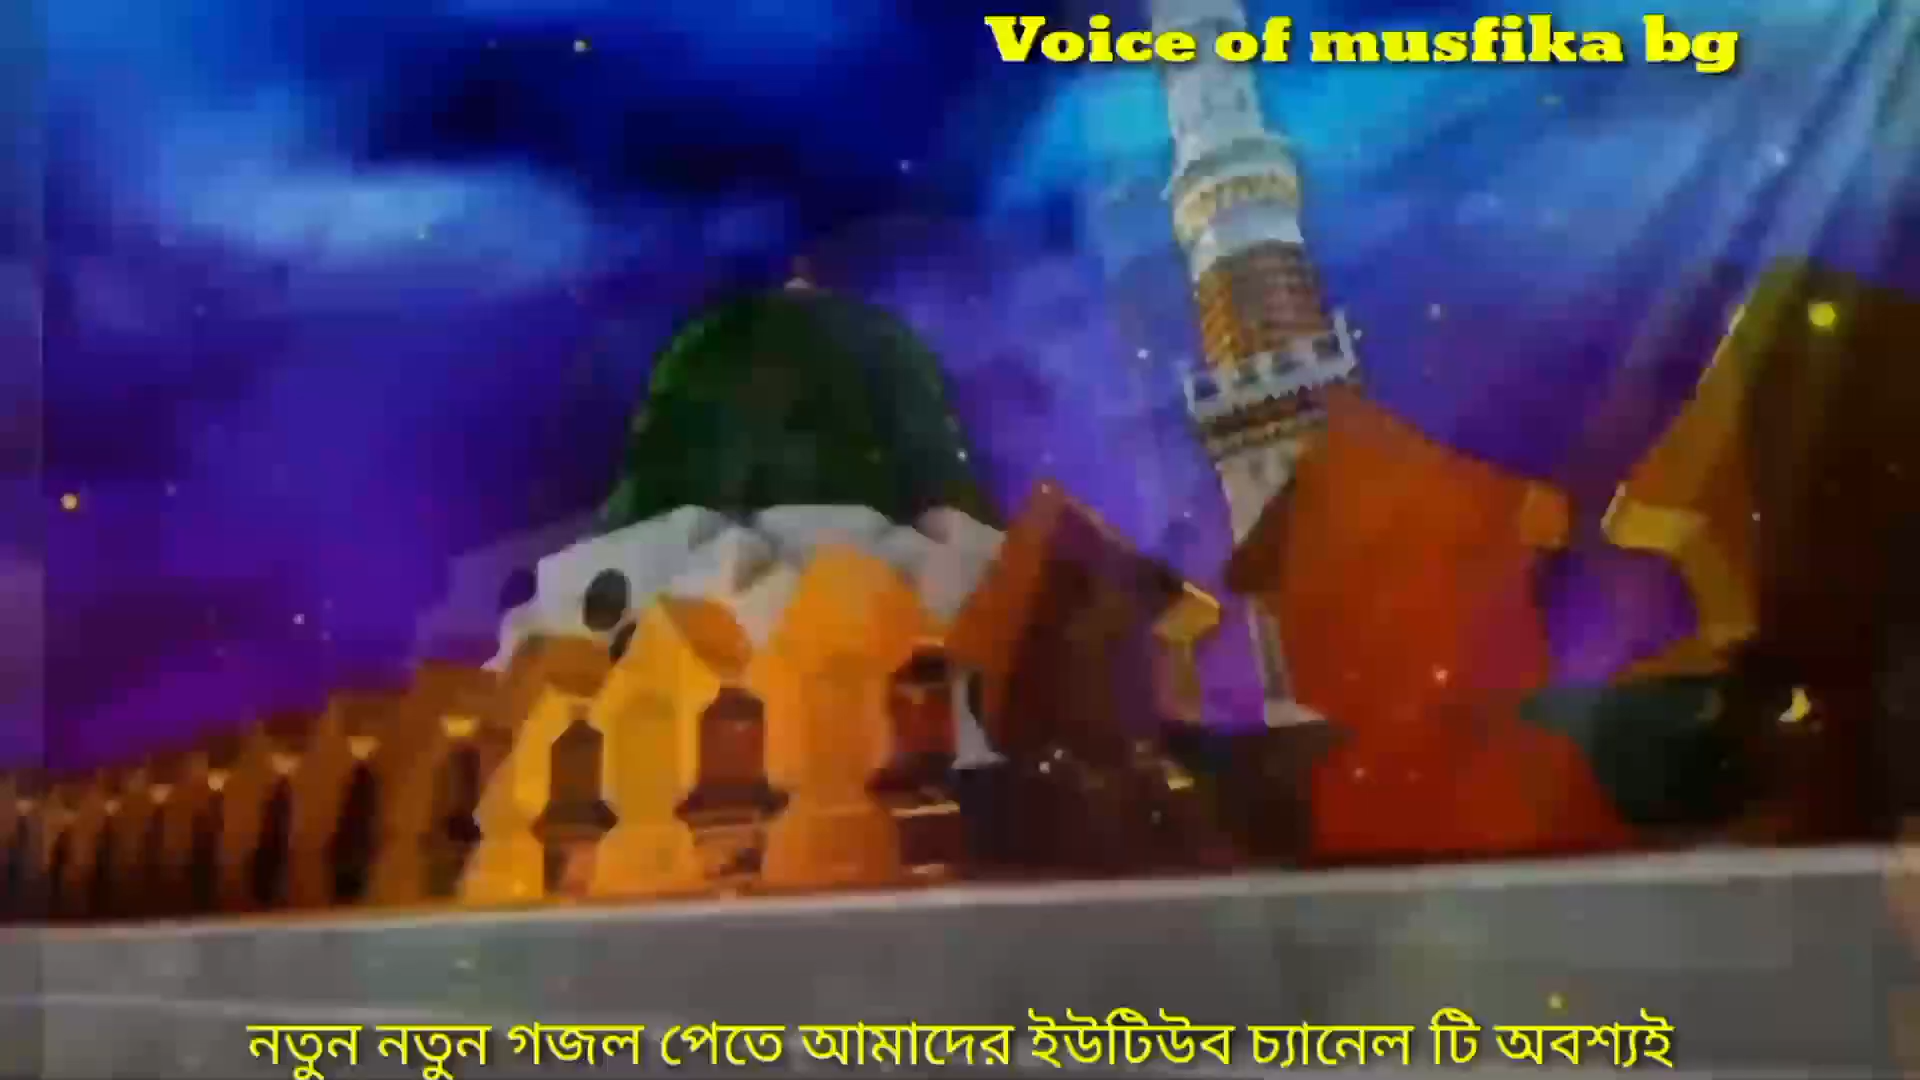 Voice of musfika bg
নতুন নতুন গজল পেতে আমাদের ইউটিউব চ্যানেল টি অবশ্যই